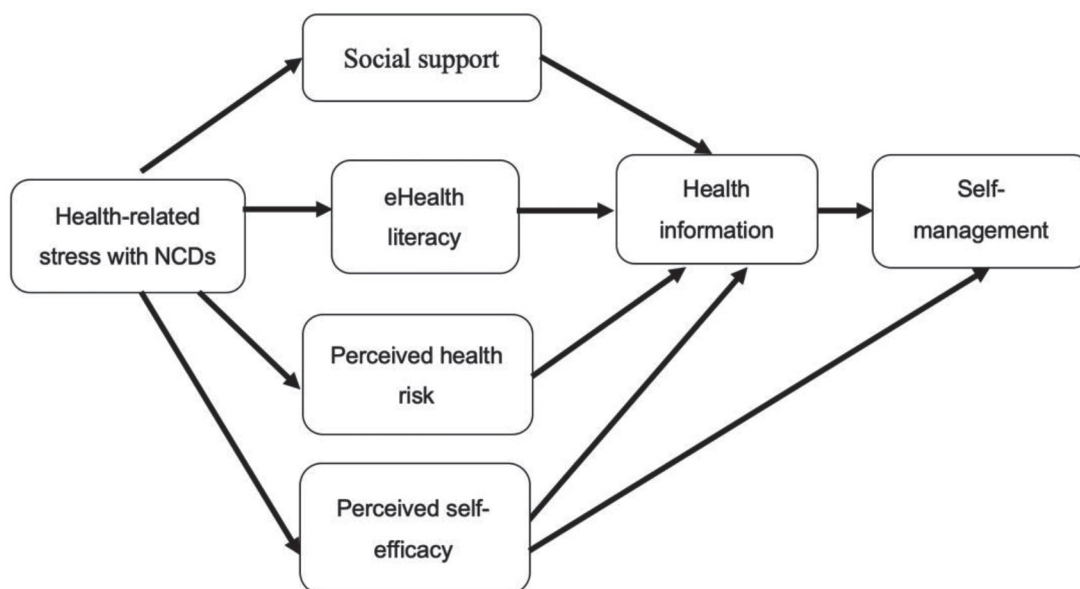 Social support
eHealth
literacy
Health
information
Self-
management
Health-related
stress with NCDs
Perceived health
risk
Perceived self-
efficacy